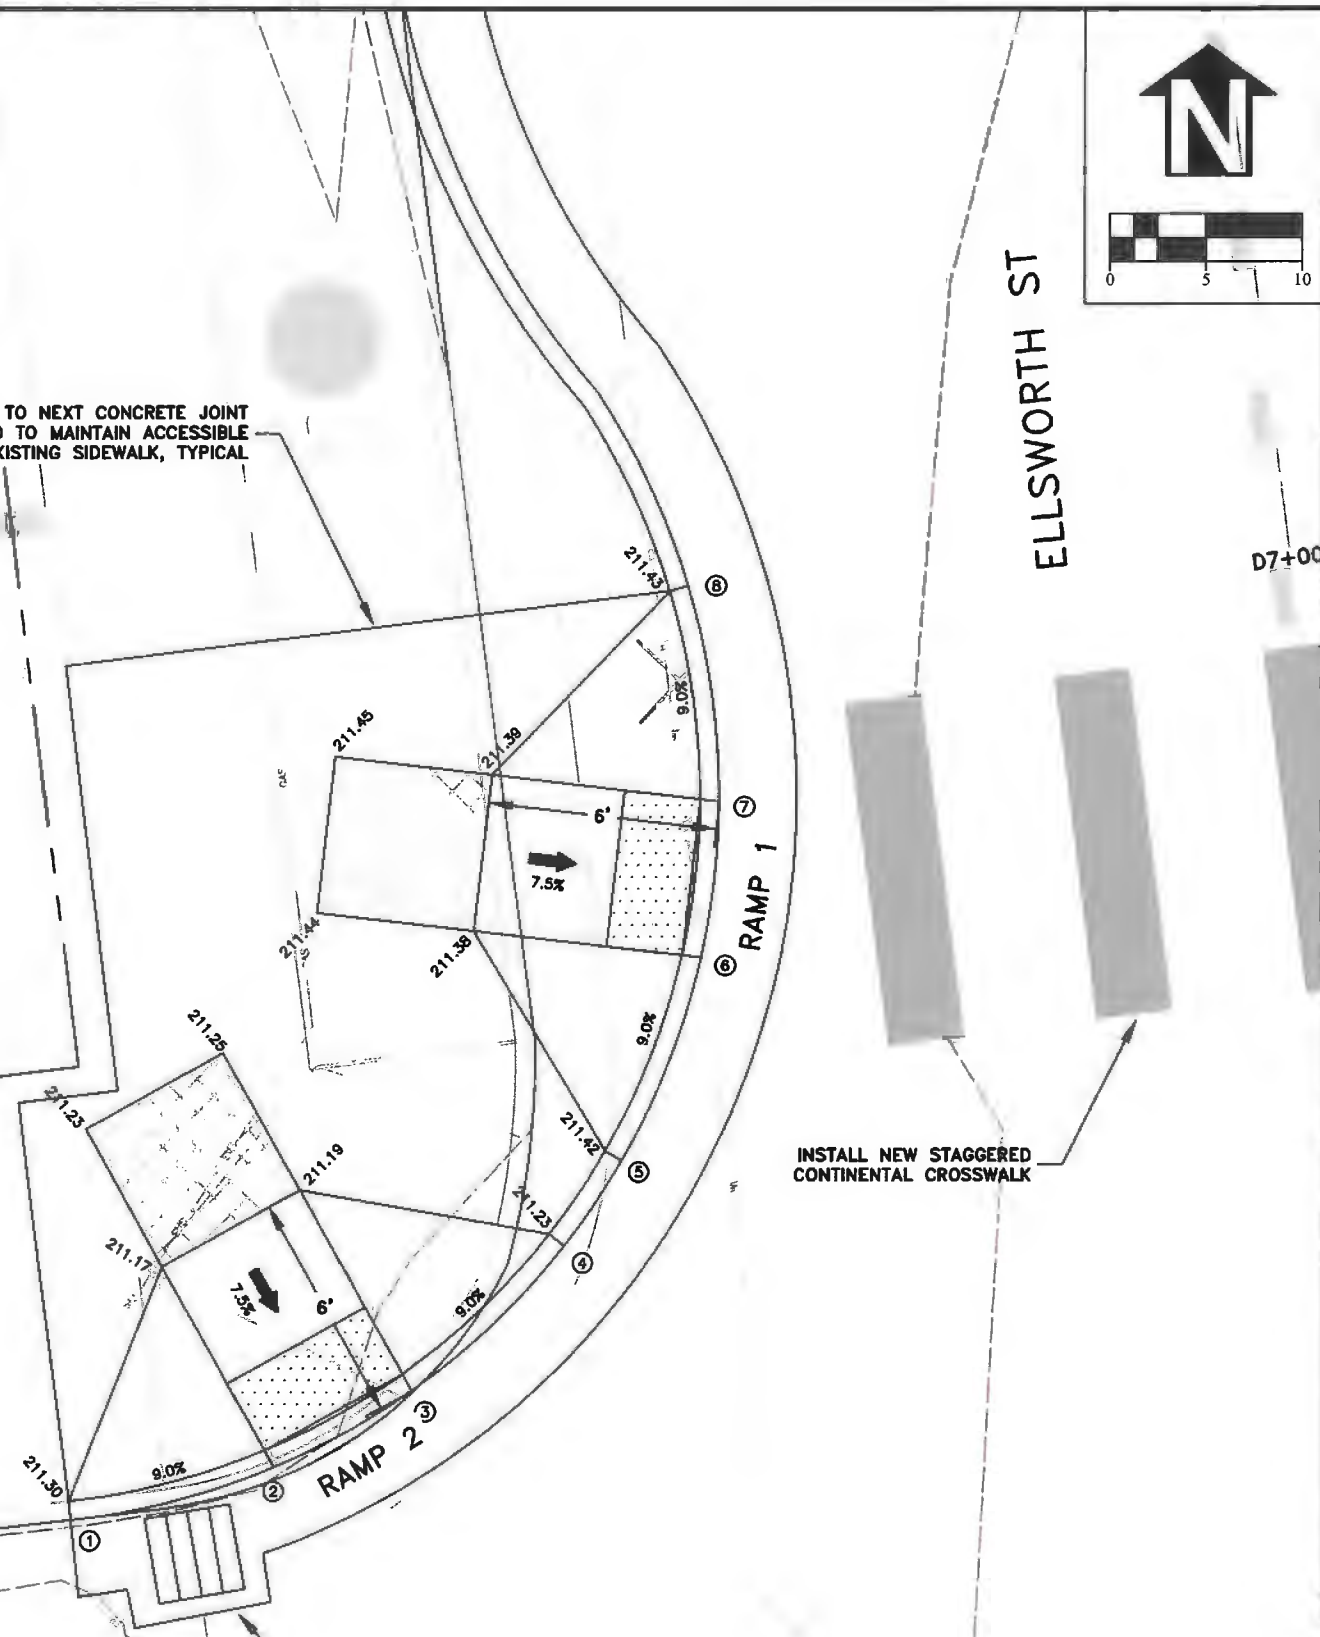 N
0 5 10
ELLSWORTH ST
TO NEXT CONCRETE JOINT
TO MAINTAIN ACCESSIBLE
XISTING SIDEWALK, TYPICAL
D7+00
211.43
8
9.0%
211.45
211.39
7
6'
7.5%
RAMP 1
211.44
211.38
6
9.0%
211.25
211.23
211.42
5
INSTALL NEW STAGGERED
CONTINENTAL CROSSWALK
211.19
211.23
4
211.17
7.5%
6'
9.0%
3
RAMP 2
211.30
9.0%
2
1